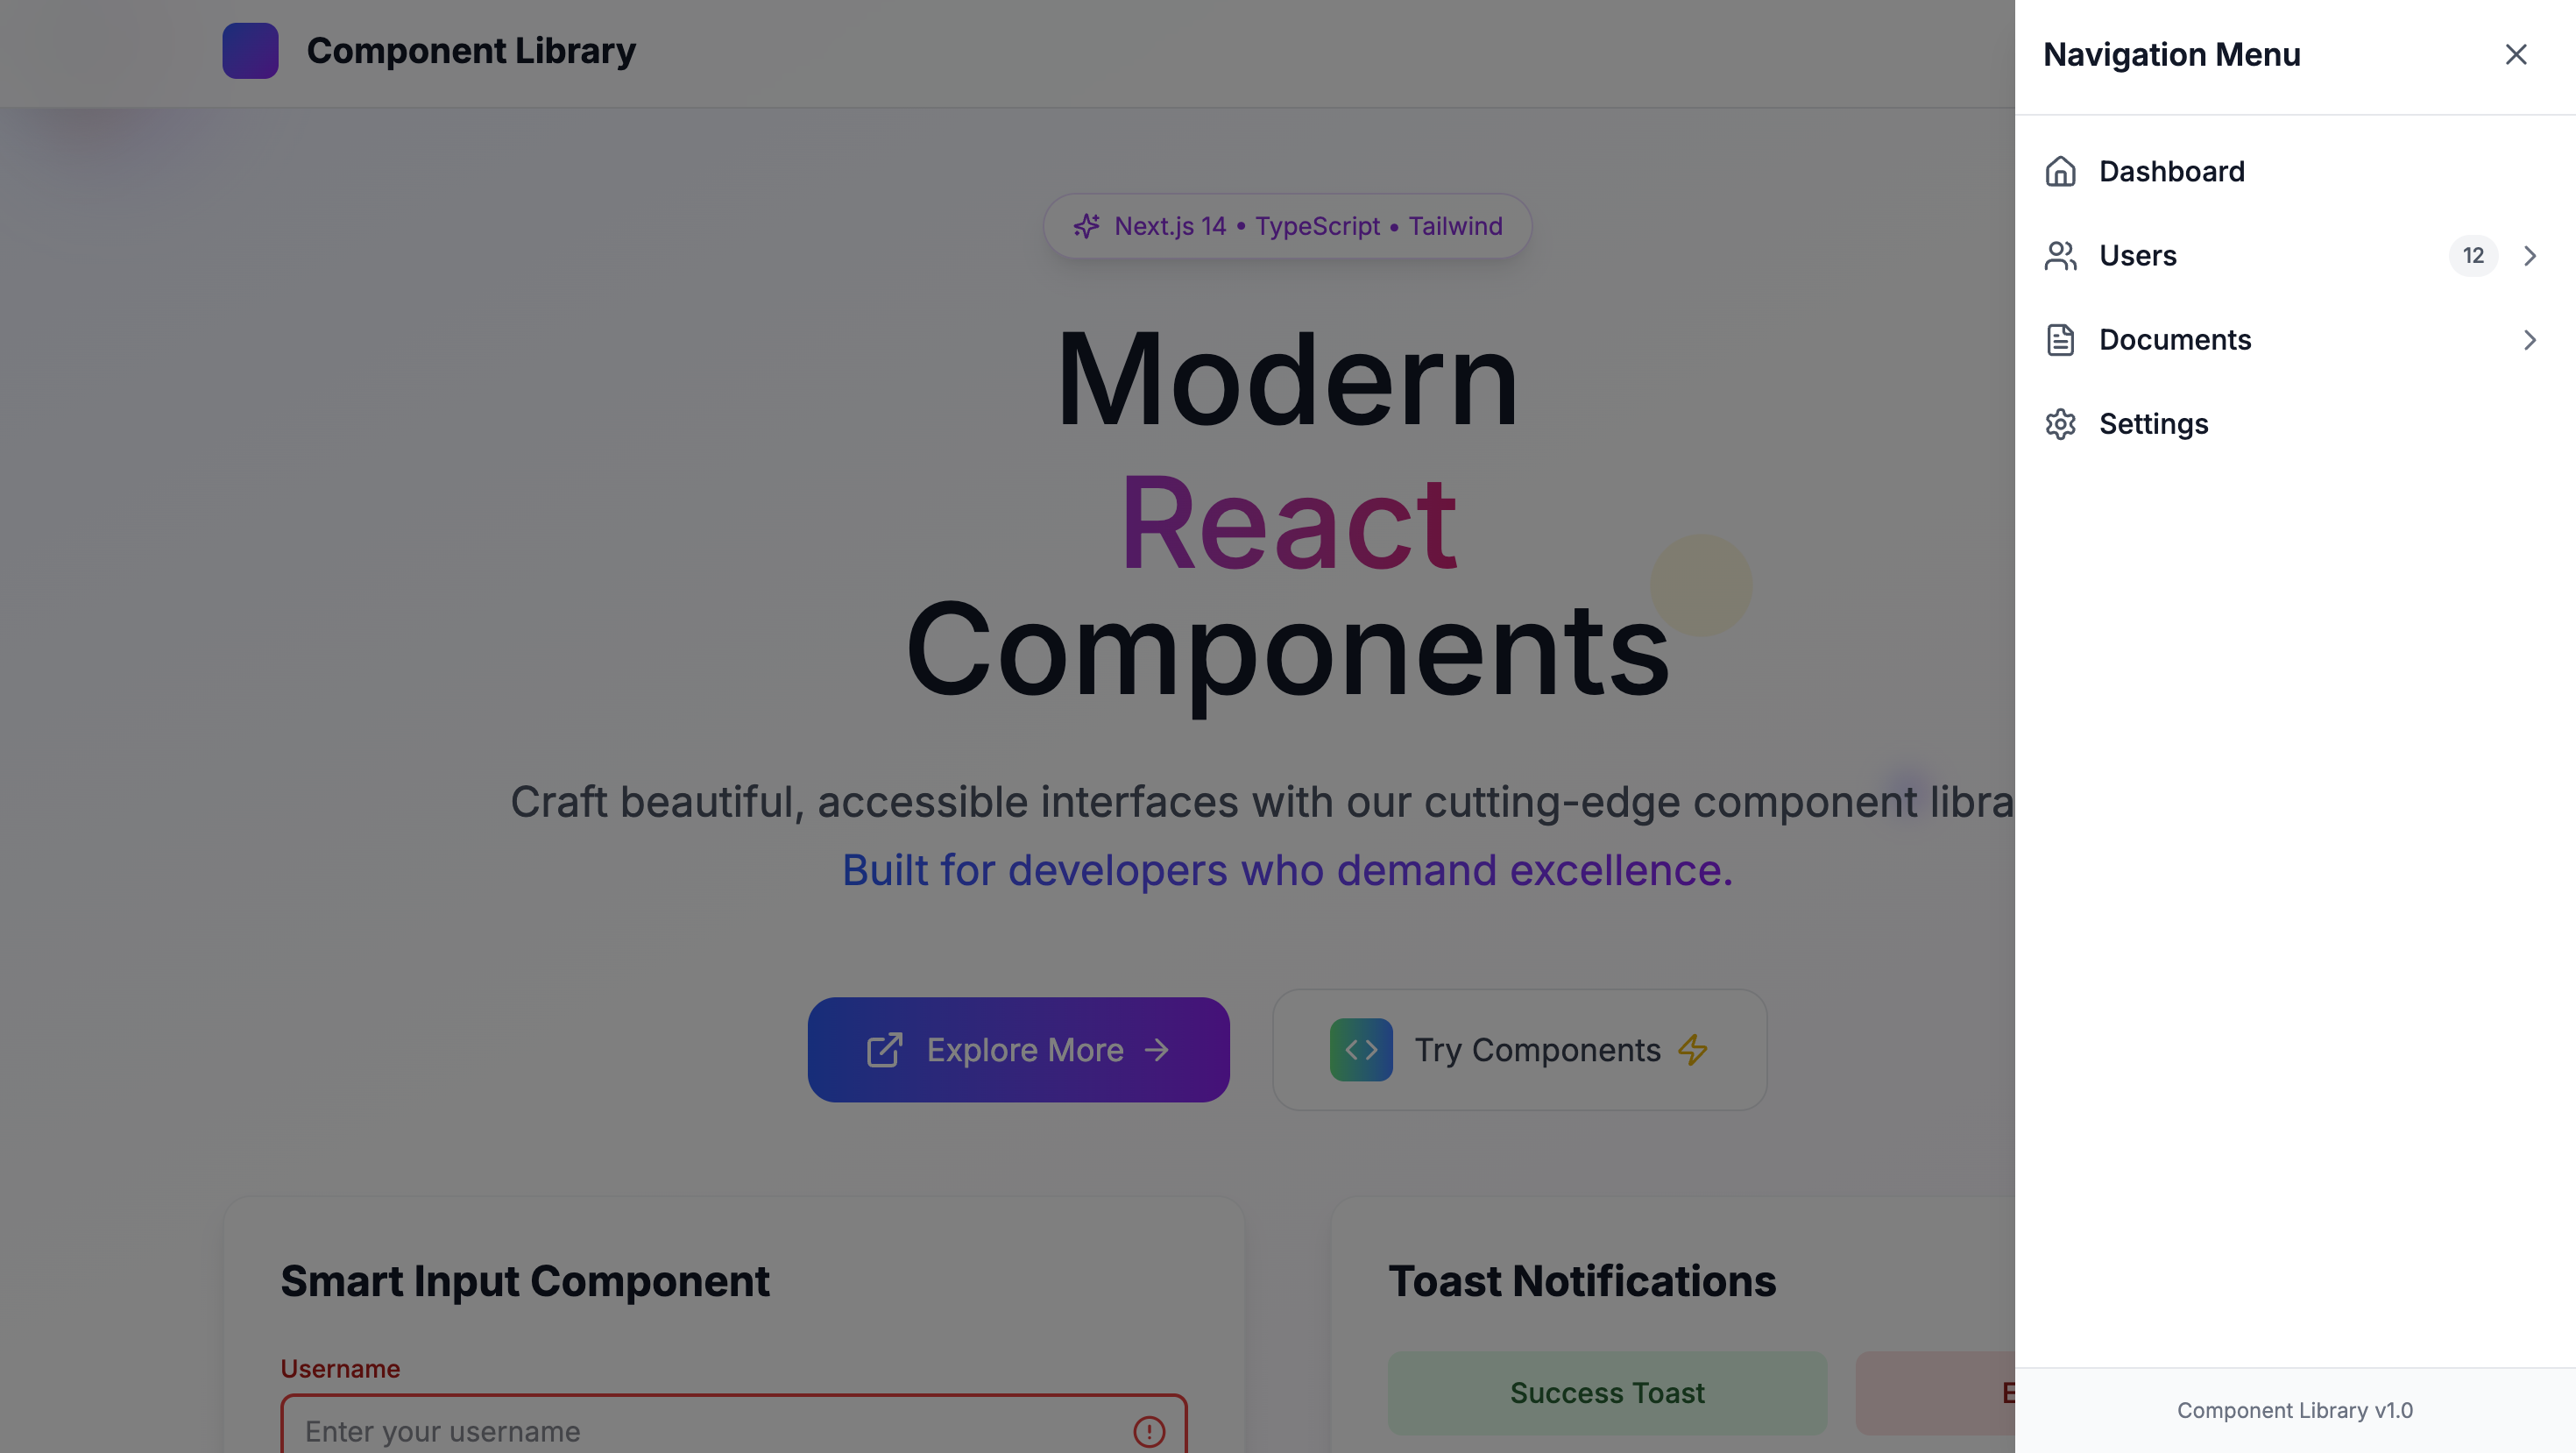 Component Library
Next.js 14 • TypeScript • Tailwind
Modern
React
Components
Craft beautiful, accessible interfaces with our cutting-edge component
Built for developers who demand excellence.
Explore More
Try Components
Smart Input Component
Username
Enter your username
Toast Notifications
Success Toast
Navigation Menu
Dashboard
Users
12
Documents
Settings
Component Library v1.0